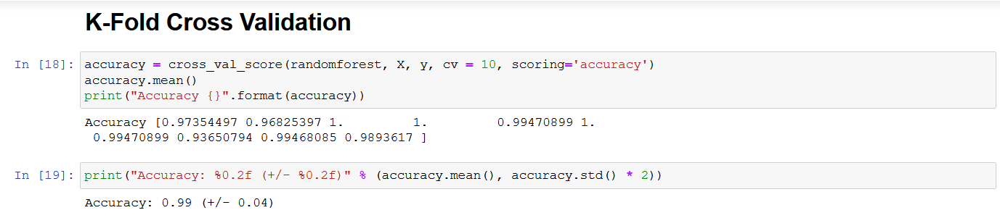 K-Fold Cross Validation
In [18]: accuracy = cross_val_score(randomforest, X, y, cv = 10, scoring='accuracy')
accuracy.mean()
print("Accuracy {}".format(accuracy))
Accuracy [0.97354497 0.96825397 1.         1.         0.99470899 1.
 0.99470899 0.93650794 0.99468085 0.9893617 ]
In [19]: print("Accuracy: %0.2f (+/- %0.2f)" % (accuracy.mean(), accuracy.std() * 2))
Accuracy: 0.99 (+/- 0.04)